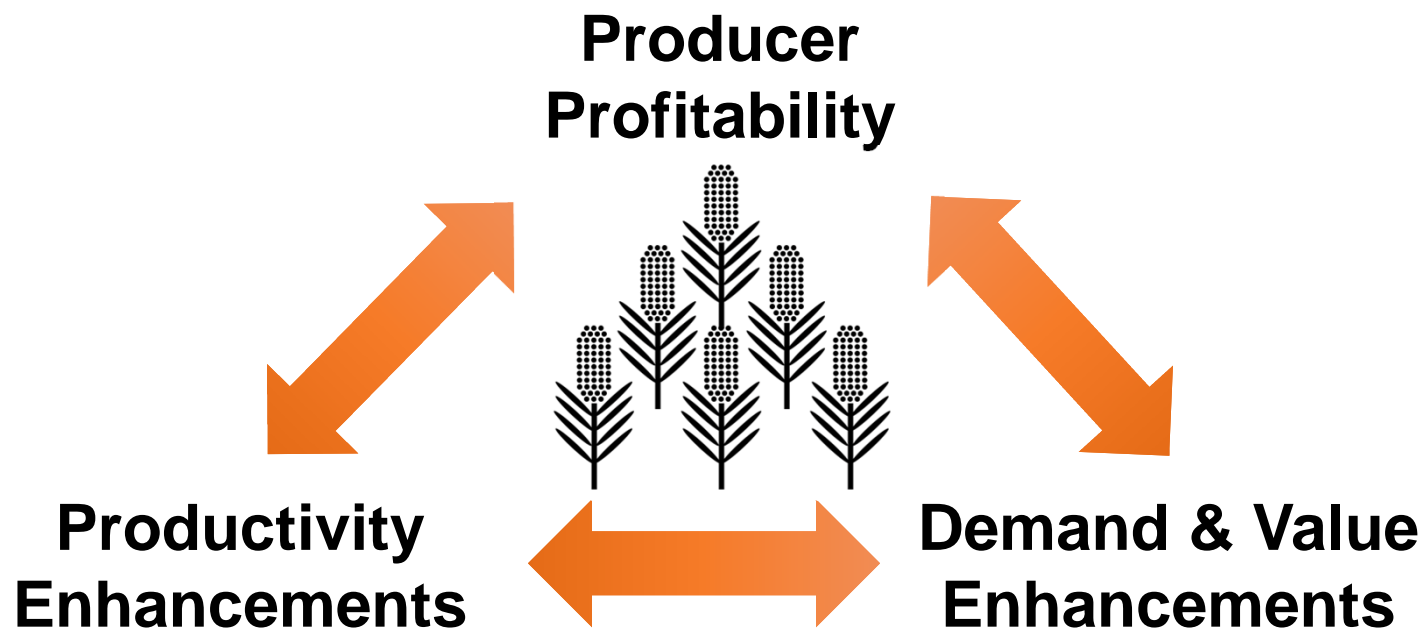 Producer
Profitability
Productivity
Enhancements
Demand & Value
Enhancements